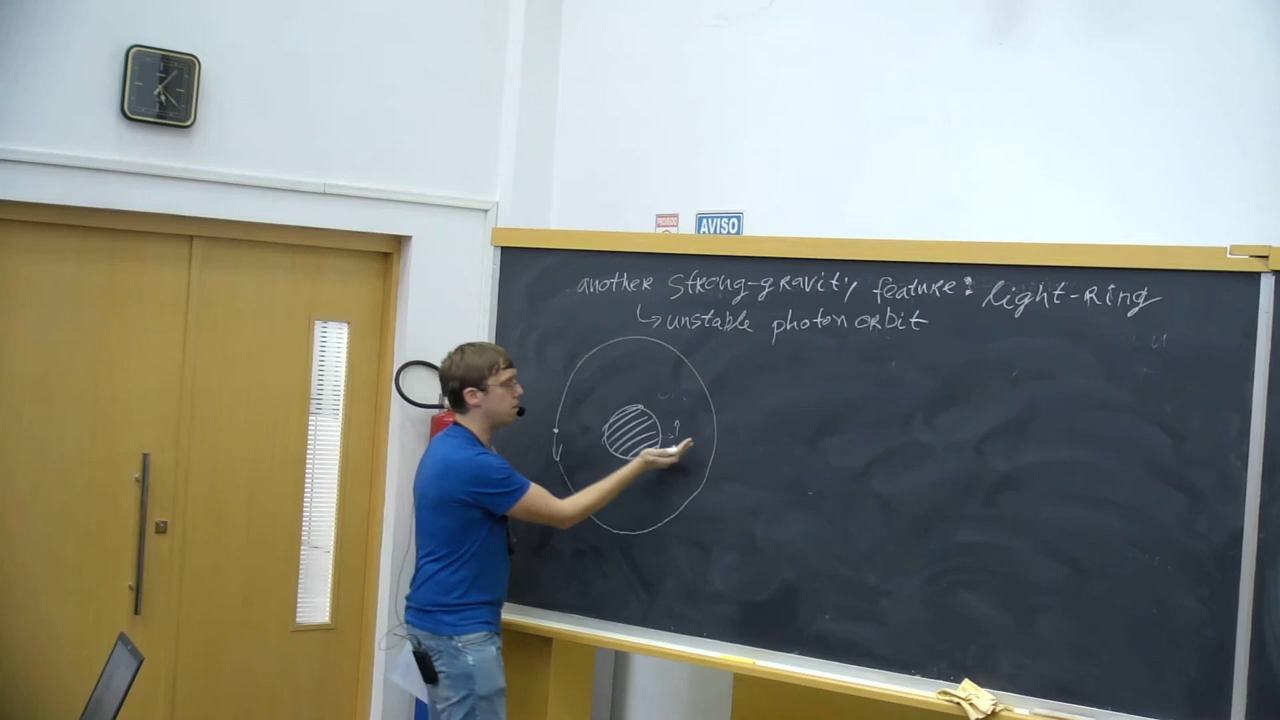 AVISO
another strong-gravity feature: light-ring
↳ unstable photon orbit